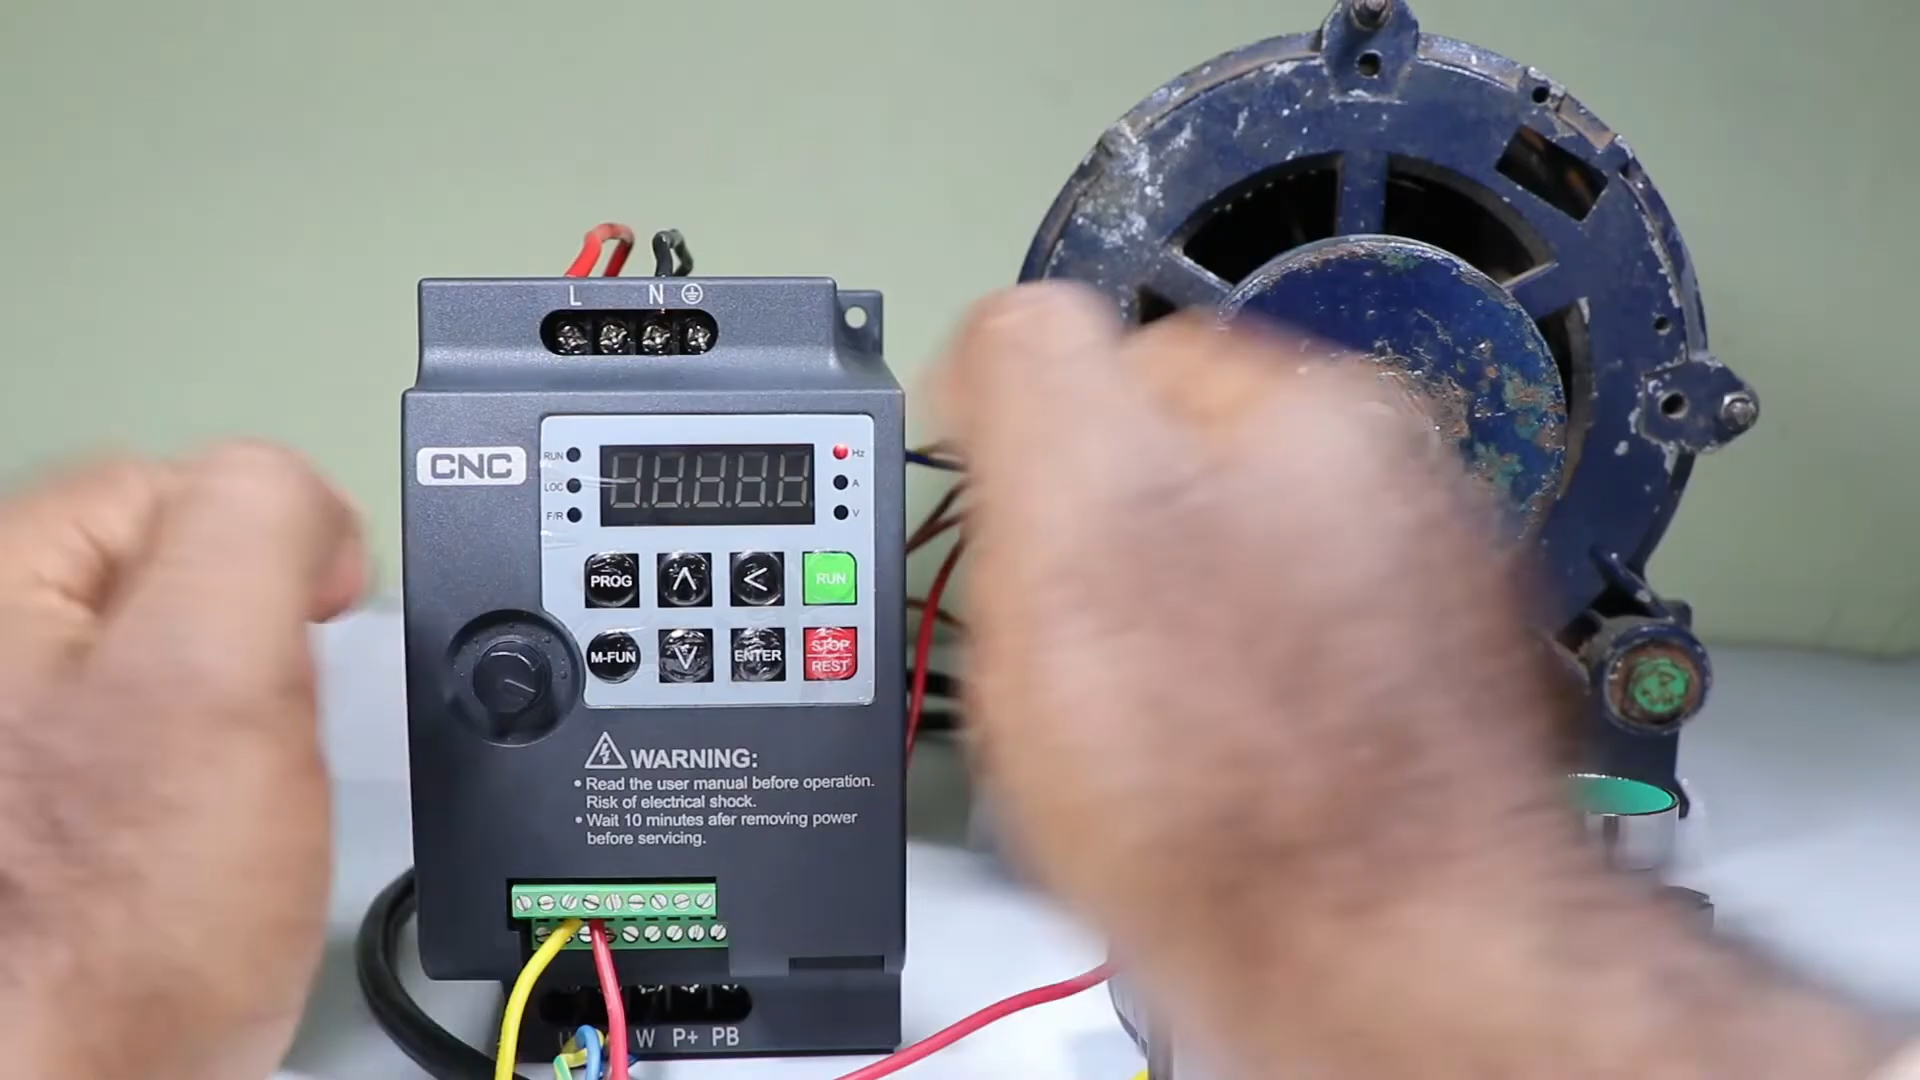 L N
CNC
RUN
LOC
F/R
Hz
A
V
PROG
RUN
M-FUN
ENTER
STOP
REST
WARNING:
• Read the user manual before operation.
Risk of electrical shock.
• Wait 10 minutes afer removing power
before servicing.
W P+ PB